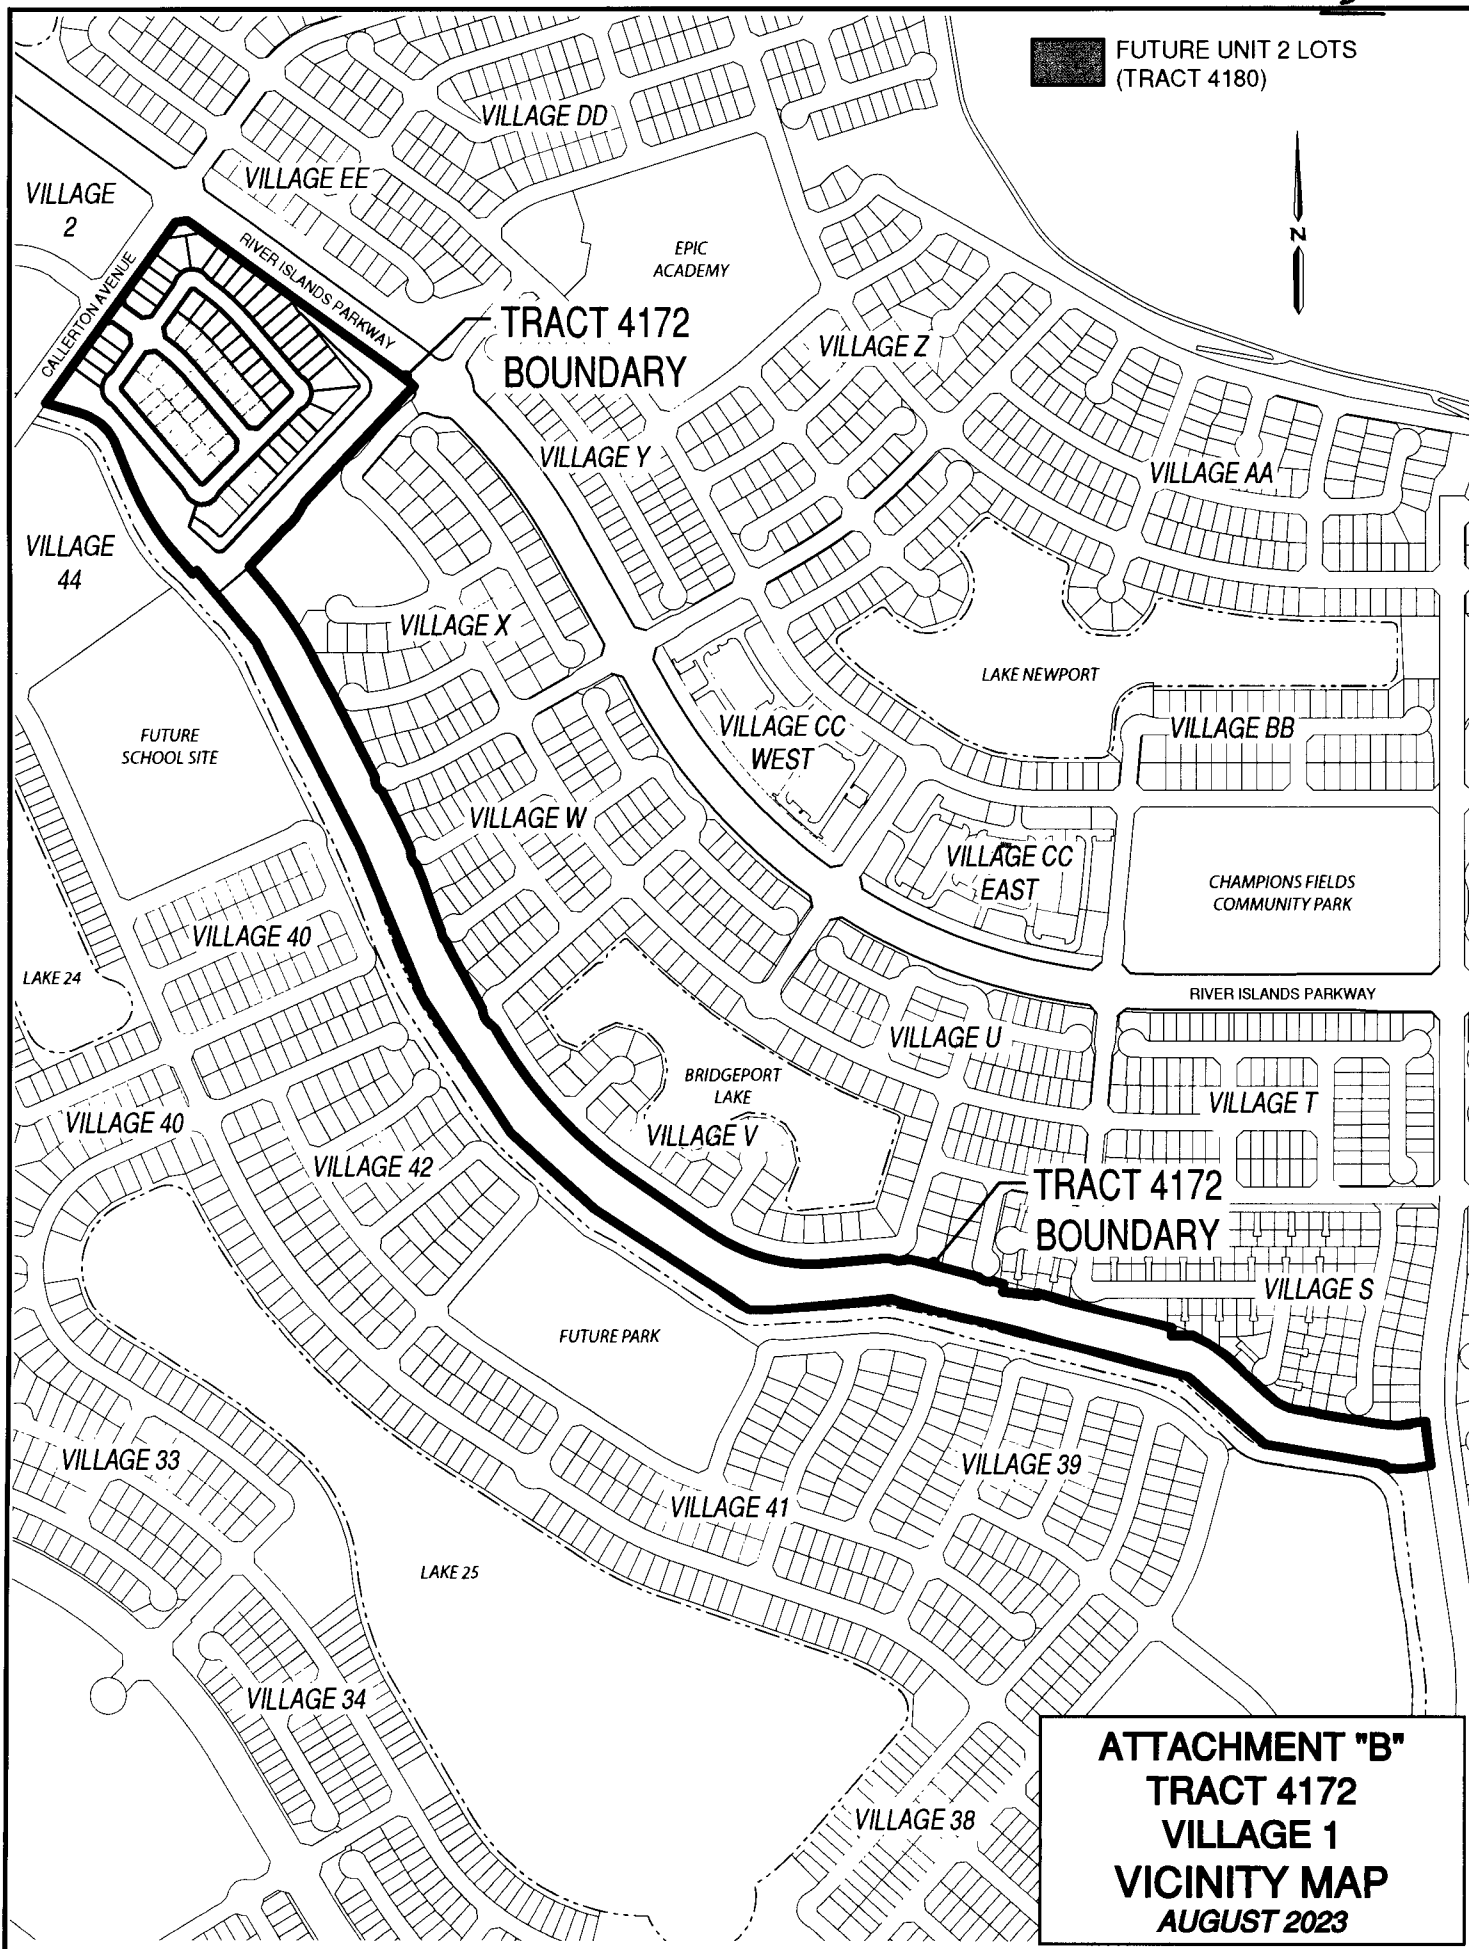 FUTURE UNIT 2 LOTS
(TRACT 4180)
N
VILLAGE DD
VILLAGE EE
VILLAGE
2
EPIC
ACADEMY
RIVER ISLANDS PARKWAY
CALLERTON AVENUE
TRACT 4172
BOUNDARY
VILLAGE Z
VILLAGE Y
VILLAGE AA
VILLAGE
44
VILLAGE X
LAKE NEWPORT
FUTURE
SCHOOL SITE
VILLAGE CC
WEST
VILLAGE BB
VILLAGE W
VILLAGE CC
EAST
CHAMPIONS FIELDS
COMMUNITY PARK
VILLAGE 40
LAKE 24
RIVER ISLANDS PARKWAY
VILLAGE U
BRIDGEPORT
LAKE
VILLAGE T
VILLAGE 40
VILLAGE V
VILLAGE 42
TRACT 4172
BOUNDARY
VILLAGE S
FUTURE PARK
VILLAGE 33
VILLAGE 39
VILLAGE 41
LAKE 25
VILLAGE 34
VILLAGE 38
ATTACHMENT "B"
TRACT 4172
VILLAGE 1
VICINITY MAP
AUGUST 2023